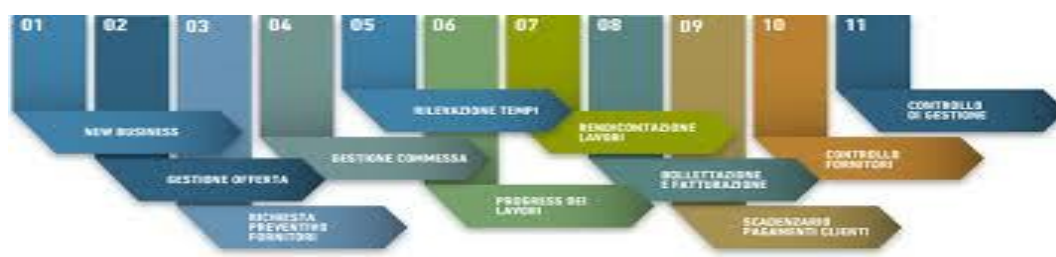 01 02 03 04 05 06 07 08 09 10 11
NEW BUSINESS
GESTIONE OFFERTA
RICHIESTA
PREVENTIVO
FORNITORI
GESTIONE COMMESSA
RILEVAZIONE TEMPI
PROGRESS DEI
LAVORI
RENDICONTAZIONE
LAVORI
BOLLETTAZIONE
E FATTURAZIONE
SCADENZARIO
PAGAMENTI CLIENTI
CONTROLLO
FORNITORI
CONTROLLO
DI GESTIONE